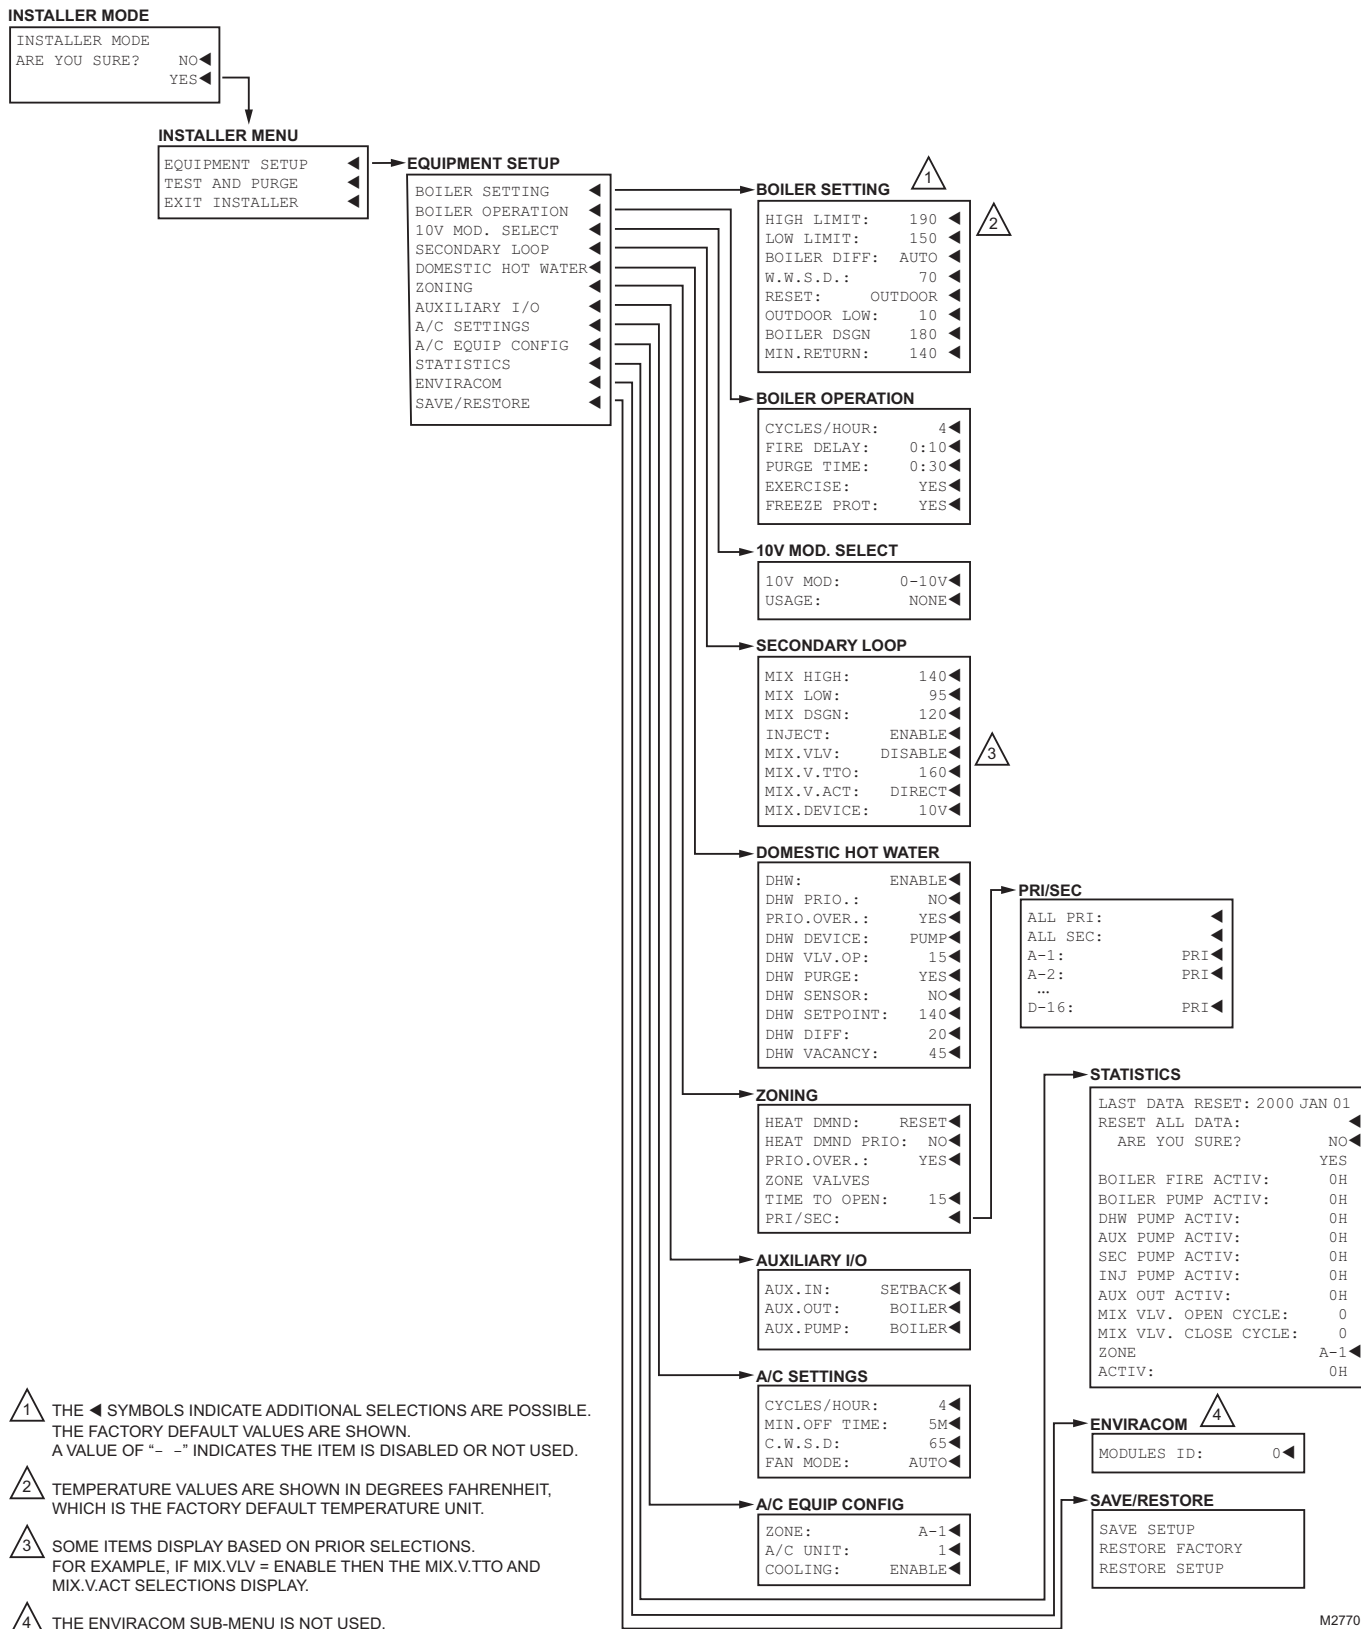 INSTALLER MODE
INSTALLER MODE
ARE YOU SURE? NO◀
YES◀
INSTALLER MENU
EQUIPMENT SETUP ◀
TEST AND PURGE ◀
EXIT INSTALLER ◀
EQUIPMENT SETUP
BOILER SETTING ◀
BOILER OPERATION ◀
10V MOD. SELECT ◀
SECONDARY LOOP ◀
DOMESTIC HOT WATER◀
ZONING ◀
AUXILIARY I/O ◀
A/C SETTINGS ◀
A/C EQUIP CONFIG ◀
STATISTICS ◀
ENVIRACOM ◀
SAVE/RESTORE ◀
BOILER SETTING 1
HIGH LIMIT: 190 ◀ 2
LOW LIMIT: 150 ◀
BOILER DIFF: AUTO ◀
W.W.S.D.: 70 ◀
RESET: OUTDOOR ◀
OUTDOOR LOW: 10 ◀
BOILER DSGN 180 ◀
MIN.RETURN: 140 ◀
BOILER OPERATION
CYCLES/HOUR: 4◀
FIRE DELAY: 0:10◀
PURGE TIME: 0:30◀
EXERCISE: YES◀
FREEZE PROT: YES◀
10V MOD. SELECT
10V MOD: 0-10V◀
USAGE: NONE◀
SECONDARY LOOP
MIX HIGH: 140◀
MIX LOW: 95◀
MIX DSGN: 120◀
INJECT: ENABLE◀
MIX.VLV: DISABLE◀ 3
MIX.V.TTO: 160◀
MIX.V.ACT: DIRECT◀
MIX.DEVICE: 10V◀
DOMESTIC HOT WATER
DHW: ENABLE◀
DHW PRIO.: NO◀
PRIO.OVER.: YES◀
DHW DEVICE: PUMP◀
DHW VLV.OP: 15◀
DHW PURGE: YES◀
DHW SENSOR: NO◀
DHW SETPOINT: 140◀
DHW DIFF: 20◀
DHW VACANCY: 45◀
PRI/SEC
ALL PRI: ◀
ALL SEC: ◀
A-1: PRI◀
A-2: PRI◀
...
D-16: PRI◀
ZONING
HEAT DMND: RESET◀
HEAT DMND PRIO: NO◀
PRIO.OVER.: YES◀
ZONE VALVES
TIME TO OPEN: 15◀
PRI/SEC: ◀
AUXILIARY I/O
AUX.IN: SETBACK◀
AUX.OUT: BOILER◀
AUX.PUMP: BOILER◀
A/C SETTINGS
CYCLES/HOUR: 4◀
MIN.OFF TIME: 5M◀
C.W.S.D: 65◀
FAN MODE: AUTO◀
A/C EQUIP CONFIG
ZONE: A-1◀
A/C UNIT: 1◀
COOLING: ENABLE◀
STATISTICS
LAST DATA RESET: 2000 JAN 01
RESET ALL DATA: ◀
ARE YOU SURE? NO◀
YES
BOILER FIRE ACTIV: 0H
BOILER PUMP ACTIV: 0H
DHW PUMP ACTIV: 0H
AUX PUMP ACTIV: 0H
SEC PUMP ACTIV: 0H
INJ PUMP ACTIV: 0H
AUX OUT ACTIV: 0H
MIX VLV. OPEN CYCLE: 0
MIX VLV. CLOSE CYCLE: 0
ZONE A-1◀
ACTIV: 0H
ENVIRACOM 4
MODULES ID: 0◀
SAVE/RESTORE
SAVE SETUP
RESTORE FACTORY
RESTORE SETUP
1 THE ◀ SYMBOLS INDICATE ADDITIONAL SELECTIONS ARE POSSIBLE.
THE FACTORY DEFAULT VALUES ARE SHOWN.
A VALUE OF “- -” INDICATES THE ITEM IS DISABLED OR NOT USED.
2 TEMPERATURE VALUES ARE SHOWN IN DEGREES FAHRENHEIT,
WHICH IS THE FACTORY DEFAULT TEMPERATURE UNIT.
3 SOME ITEMS DISPLAY BASED ON PRIOR SELECTIONS.
FOR EXAMPLE, IF MIX.VLV = ENABLE THEN THE MIX.V.TTO AND
MIX.V.ACT SELECTIONS DISPLAY.
4 THE ENVIRACOM SUB-MENU IS NOT USED.
M2770